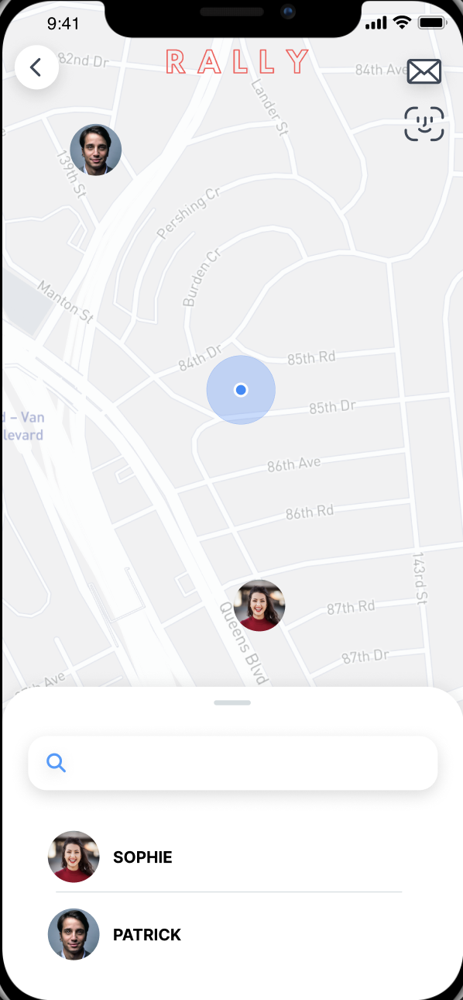 9:41
82nd Dr
RALLY
84th Ave
Lander St
139th St
Pershing Cr
Burden Cr
Manton St
84th Dr
85th Rd
85th Dr
d – Van
levard
86th Ave
86th Rd
143rd St
87th Rd
Queens Blvd
87th Dr
Ave
SOPHIE
PATRICK